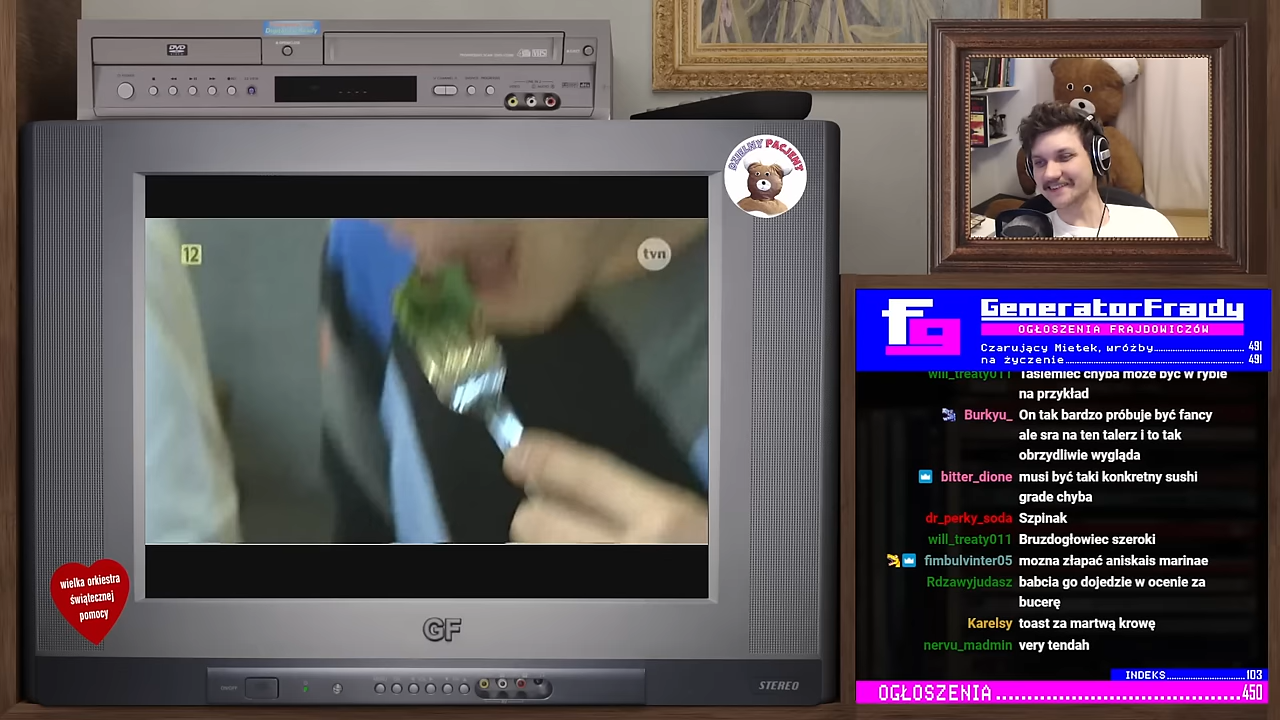 DVD
DZIELNY PACJENT
12
tvn
GeneratorFrajdy
OGŁOSZENIA FRAJDOWICZÓW
Czarujący Mietek, wróżby 491
na życzenie 491
will_treaty011 Tasiemiec chyba może być w rybie
na przykład
Burkyu_ On tak bardzo próbuje być fancy
ale sra na ten talerz i to tak
obrzydliwie wygląda
bitter_dione musi być taki konkretny sushi
grade chyba
dr_perky_soda Szpinak
will_treaty011 Bruzdogłowiec szeroki
fimbulvinter05 mozna złapać aniskais marinae
Rdzawyjudasz babcia go dojedzie w ocenie za
bucerę
Karelsy toast za martwą krowę
nervu_madmin very tendah
wielka orkiestra
świątecznej
pomocy
GF
STEREO
INDEKS 103
OGŁOSZENIA 450